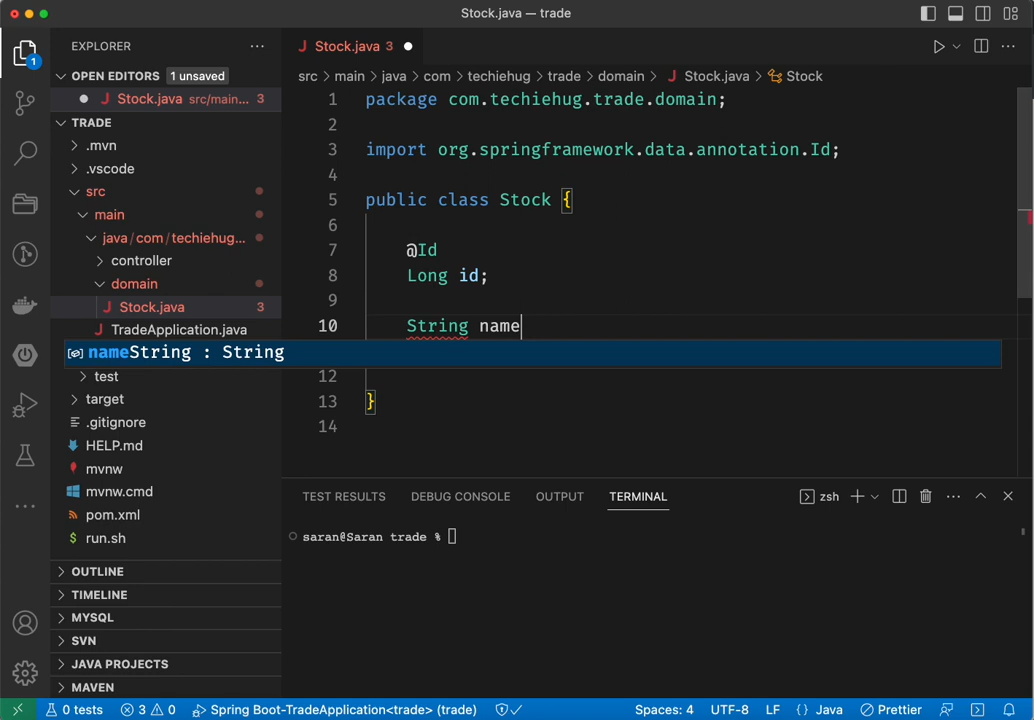 Stock.java — trade
EXPLORER
OPEN EDITORS 1 unsaved
Stock.java src/main... 3
TRADE
.mvn
.vscode
src
main
java/com/techiehug...
controller
domain
Stock.java 3
TradeApplication.java
test
target
.gitignore
HELP.md
mvnw
mvnw.cmd
pom.xml
$ run.sh
OUTLINE
TIMELINE
MYSQL
SVN
JAVA PROJECTS
MAVEN
1
J Stock.java 3
src > main > java > com > techiehug > trade > domain > J Stock.java > Stock
1 package com.techiehug.trade.domain;
2
3 import org.springframework.data.annotation.Id;
4
5 public class Stock {
6
7 @Id
8 Long id;
9
10 String name
nameString : String
12
13 }
14
TEST RESULTS DEBUG CONSOLE OUTPUT TERMINAL zsh
saran@Saran trade %
0 tests 3 0 Spring Boot-TradeApplication<trade> (trade) Spaces: 4 UTF-8 LF {} Java Prettier